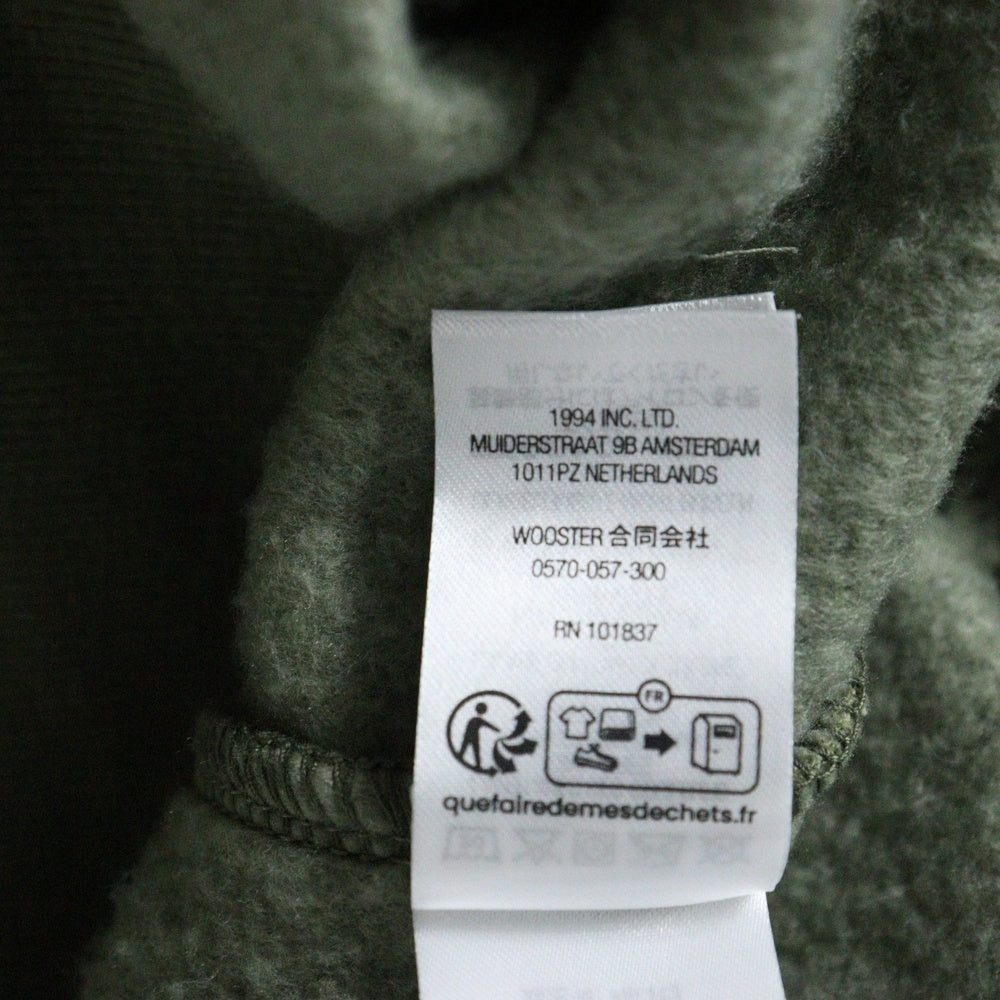 1994 INC. LTD.
MUIDERSTRAAT 9B AMSTERDAM
1011PZ NETHERLANDS
WOOSTER 合同会社
0570-057-300
RN 101837
FR
quefairedemesdechets.fr